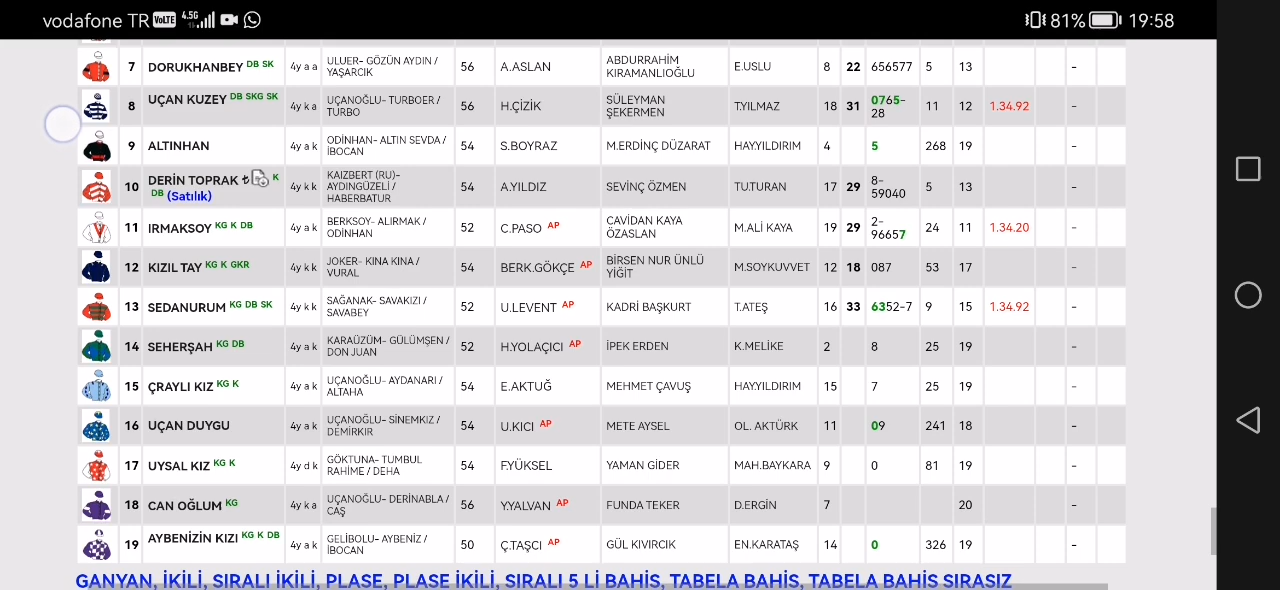 vodafone TR VoLTE 4.5G 81% 19:58
7 DORUKHANBEY DB SK 4y a a ULUER- GÖZÜN AYDIN / YAŞARCIK 56 A.ASLAN ABDURRAHİM KIRAMANLIOĞLU E.USLU 8 22 656577 5 13 -
8 UÇAN KUZEY DB SKG SK 4y k a UÇANOĞLU- TURBOER / TURBO 56 H.ÇİZİK SÜLEYMAN ŞEKERMEN T.YILMAZ 18 31 0765-28 11 12 1.34.92 -
9 ALTINHAN 4y a k ODİNHAN- ALTIN SEVDA / İBOCAN 54 S.BOYRAZ M.ERDİNÇ DÜZARAT HAY.YILDIRIM 4 5 268 19 -
10 DERİN TOPRAK ₺ K DB (Satılık) 4y k k KAIZBERT (RU)- AYDINGÜZELİ / HABERBATUR 54 A.YILDIZ SEVİNÇ ÖZMEN TU.TURAN 17 29 8-59040 5 13 -
11 IRMAKSOY KG K DB 4y a k BERKSOY- ALIRMAK / ODİNHAN 52 C.PASO AP CAVİDAN KAYA ÖZASLAN M.ALİ KAYA 19 29 2-96657 24 11 1.34.20 -
12 KIZIL TAY KG K GKR 4y k k JOKER- KINA KINA / VURAL 54 BERK.GÖKÇE AP BİRSEN NUR ÜNLÜ YİĞİT M.SOYKUVVET 12 18 087 53 17 -
13 SEDANURUM KG DB SK 4y k k SAĞANAK- SAVAKIZI / SAVABEY 52 U.LEVENT AP KADRİ BAŞKURT T.ATEŞ 16 33 6352-7 9 15 1.34.92 -
14 SEHERŞAH KG DB 4y a k KARAÜZÜM- GÜLÜMŞEN / DON JUAN 52 H.YOLAÇICI AP İPEK ERDEN K.MELİKE 2 8 25 19 -
15 ÇRAYLI KIZ KG K 4y a k UÇANOĞLU- AYDANARI / ALTAHA 54 E.AKTUĞ MEHMET ÇAVUŞ HAY.YILDIRIM 15 7 25 19 -
16 UÇAN DUYGU 4y a k UÇANOĞLU- SİNEMKIZ / DEMİRKIR 54 U.KICI AP METE AYSEL OL. AKTÜRK 11 09 241 18 -
17 UYSAL KIZ KG K 4y d k GÖKTUNA- TUMBUL RAHİME / DEHA 54 F.YÜKSEL YAMAN GİDER MAH.BAYKARA 9 0 81 19 -
18 CAN OĞLUM KG 4y k a UÇANOĞLU- DERİNABLA / CAŞ 56 Y.YALVAN AP FUNDA TEKER D.ERGİN 7 20 -
19 AYBENİZİN KIZI KG K DB 4y a k GELİBOLU- AYBENİZ / İBOCAN 50 Ç.TAŞCI AP GÜL KIVIRCIK EN.KARATAŞ 14 0 326 19 -
GANYAN, İKİLİ, SIRALI İKİLİ, PLASE, PLASE İKİLİ, SIRALI 5 Lİ BAHİS, TABELA BAHİS, TABELA BAHİS SIRASIZ